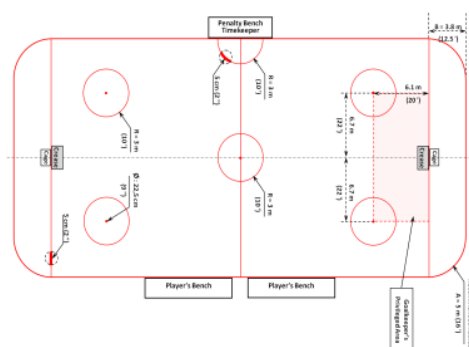 Penalty Bench
Timekeeper
R = 3.8 m
(12.5')
5 cm (2")
R = 3 m
(10')
6.1 m
(20')
R = 3 m
(10')
6.7 m
(22')
Crease
Cage
Crease
Cage
6.7 m
(22')
Ø : 22.5 cm
(9")
R = 3 m
(10')
5 cm (2")
Player's Bench
Player's Bench
Goalkeeper's
Privileged Area
A = 5 m (16')